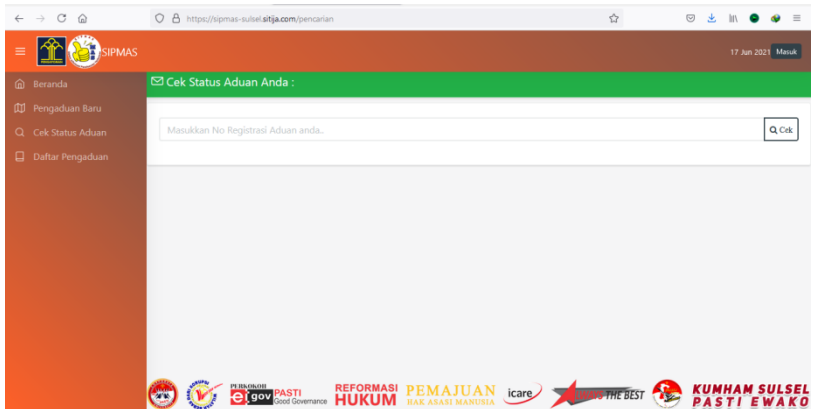 https://sipmas-sulsel.sitija.com/pencarian
SIPMAS
17 Jun 2021 Masuk
Beranda
Cek Status Aduan Anda :
Pengaduan Baru
Cek Status Aduan
Masukkan No Registrasi Aduan anda..
Cek
Daftar Pengaduan
PERKOKOH
e gov PASTI
Good Governance
REFORMASI
HUKUM
PEMAJUAN
HAK ASASI MANUSIA
icare
THE BEST
KUMHAM SULSEL
PASTI EWAKO